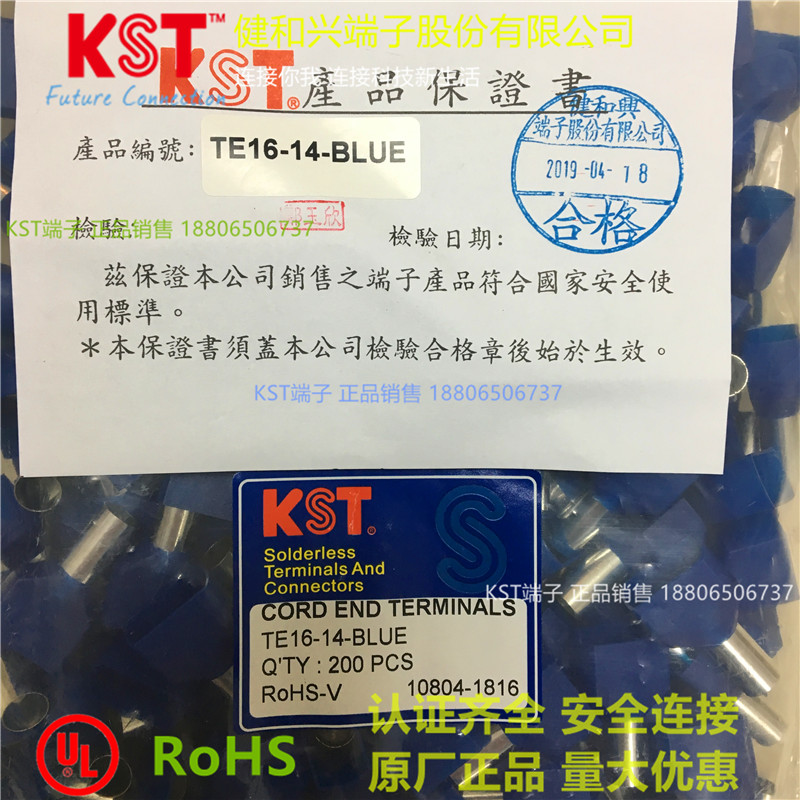 KST™ 健和兴端子股份有限公司
Future Connection
连接你我 连接科技新生活
KST® 產品保證書
產品編號: TE16-14-BLUE
健和興
端子股份有限公司
2019-04-18
合格
檢驗:
KST端子 正品销售 18806506737
檢驗日期:
茲保證本公司銷售之端子產品符合國家安全使
用標準。
*本保證書須蓋本公司檢驗合格章後始於生效。
KST端子 正品销售 18806506737
KST®
S
Solderless
Terminals And
Connectors
KST端子 正品销售 18806506737
CORD END TERMINALS
TE16-14-BLUE
Q'TY : 200 PCS
RoHS-V 10804-1816
UL® RoHS
认证齐全 安全连接
原厂正品 量大优惠